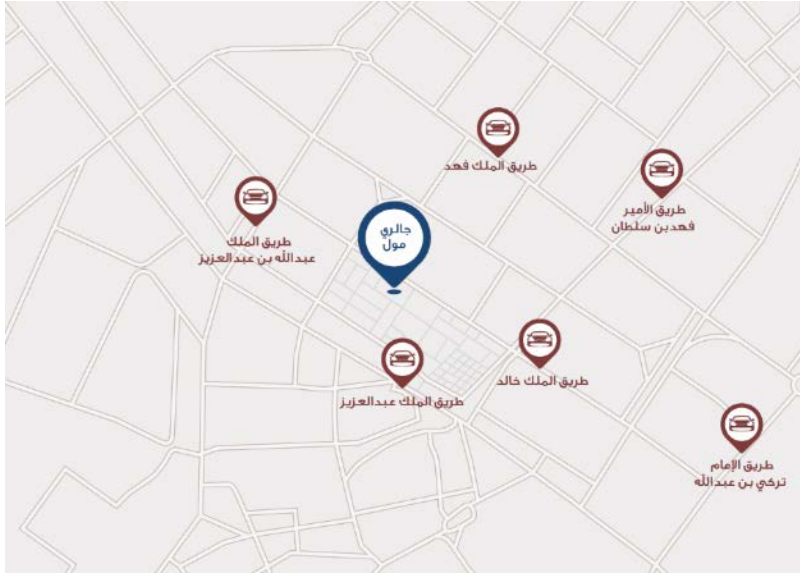 طريق الملك فهد
طريق الأمير
فهد بن سلطان
طريق الملك
عبدالله بن عبدالعزيز
جالري
مول
طريق الملك خالد
طريق الملك عبدالعزيز
طريق الإمام
تركي بن عبدالله